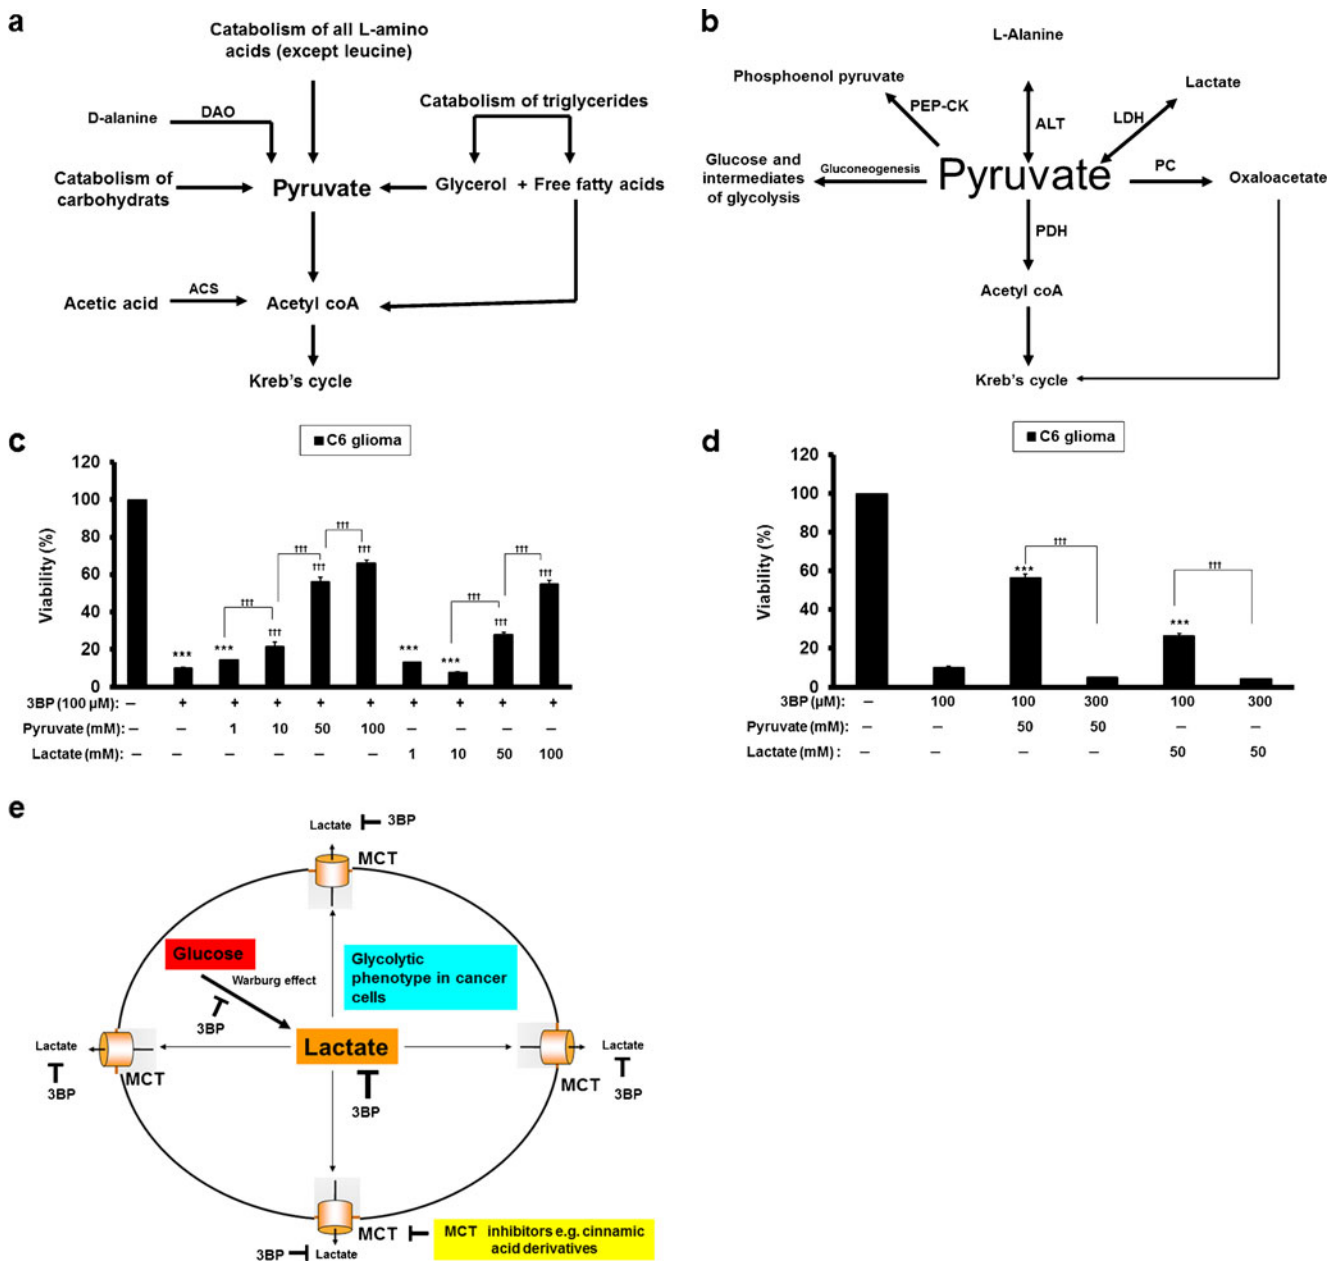 a
Catabolism of all L-amino
acids (except leucine)
D-alanine
DAO
Catabolism of triglycerides
Catabolism of
carbohydrats
Pyruvate
Glycerol + Free fatty acids
Acetic acid
ACS
Acetyl coA
Kreb's cycle
b
L-Alanine
Phosphoenol pyruvate
Lactate
PEP-CK
ALT
LDH
Glucose and
intermediates
of glycolysis
Gluconeogenesis
Pyruvate
PC
Oxaloacetate
PDH
Acetyl coA
Kreb's cycle
c
C6 glioma
Viability (%)
120
100
80
60
40
20
0
*** *** ††† ††† ††† *** *** ††† †††
††† ††† ††† ††† †††
3BP (100 µM): – + + + + + + + + +
Pyruvate (mM): – – 1 10 50 100 – – – –
Lactate (mM): – – – – – – 1 10 50 100
d
C6 glioma
Viability (%)
120
100
80
60
40
20
0
*** ***
††† †††
3BP (µM): – 100 100 300 100 300
Pyruvate (mM): – – 50 50 – –
Lactate (mM): – – – – 50 50
e
Lactate
3BP
MCT
Glucose
Warburg effect
3BP
Glycolytic
phenotype in cancer
cells
Lactate
3BP
MCT
Lactate
3BP
Lactate
3BP
MCT
MCT
3BP
Lactate
MCT inhibitors e.g. cinnamic
acid derivatives